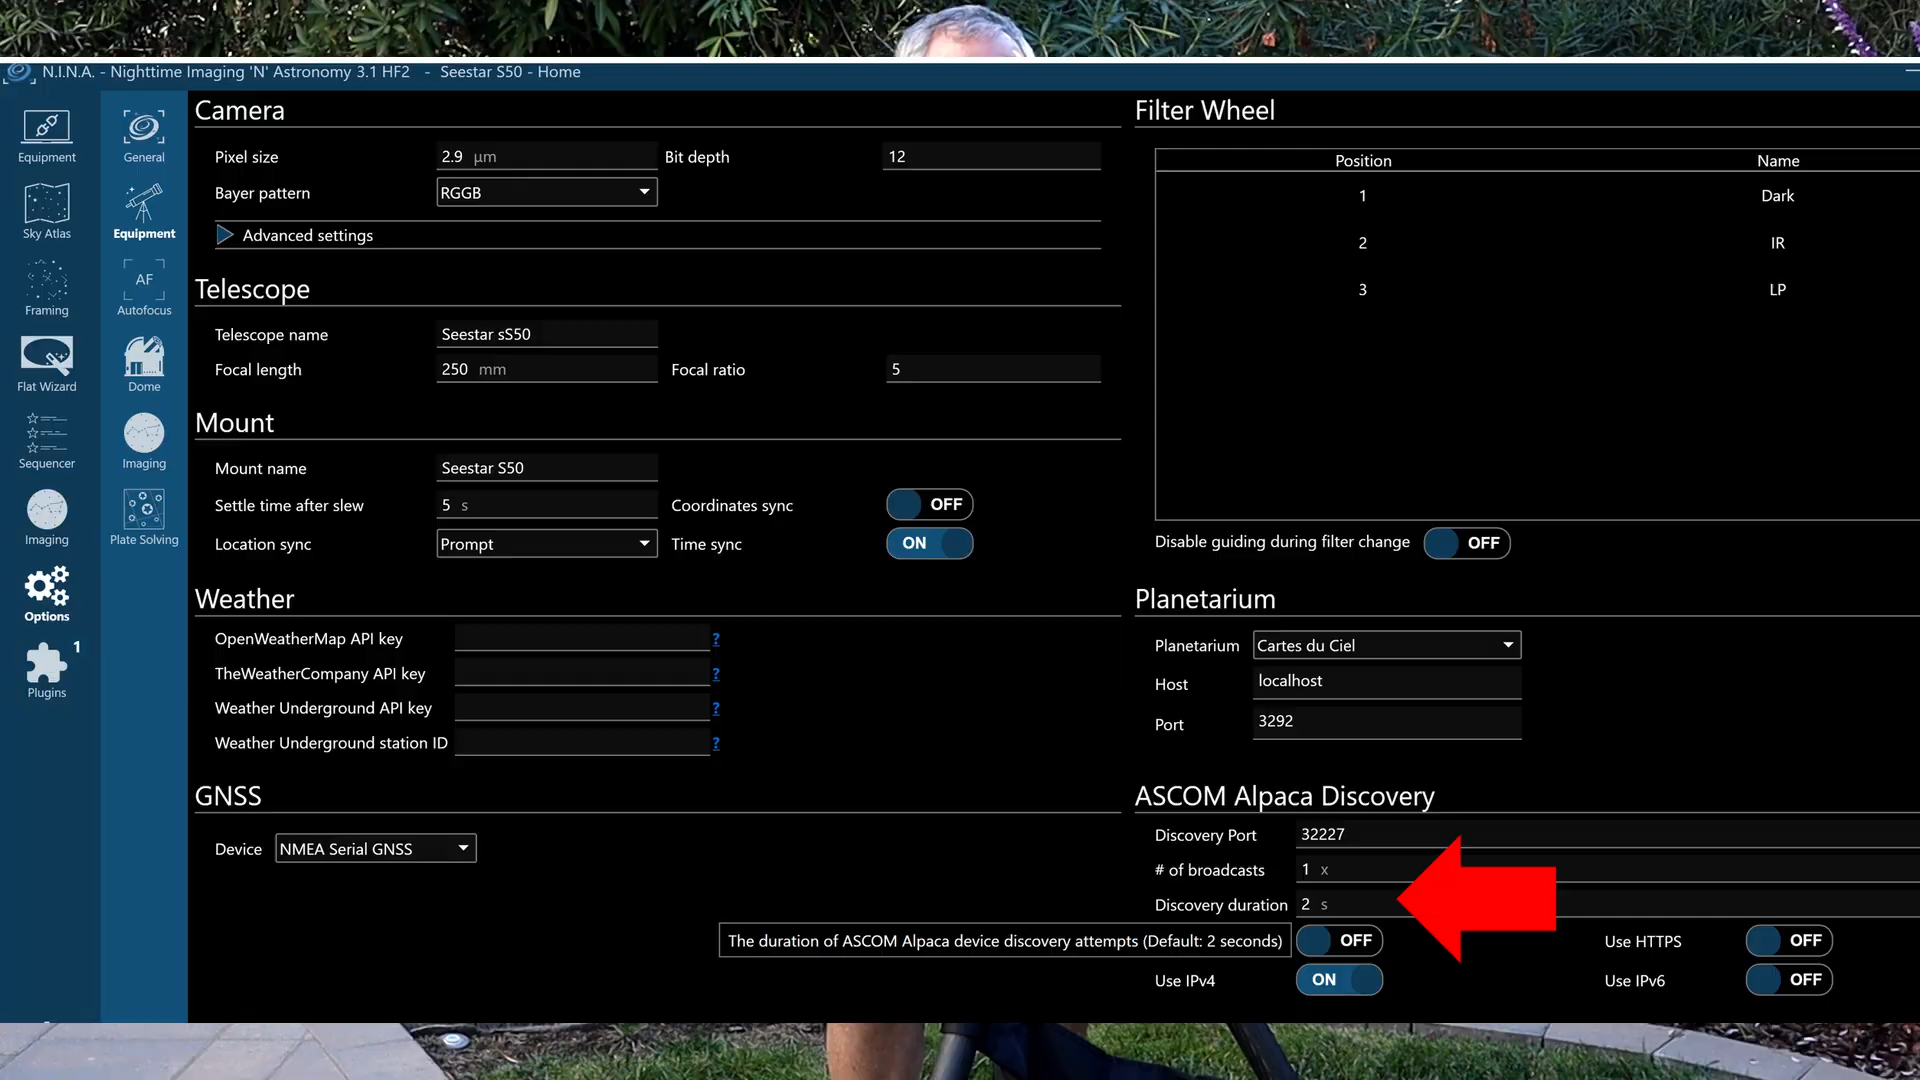 N.I.N.A. - Nighttime Imaging 'N' Astronomy 3.1 HF2 - Seestar S50 - Home
Equipment
Sky Atlas
Framing
Flat Wizard
Sequencer
Imaging
Options
1
Plugins
General
Equipment
AF
Autofocus
Dome
Imaging
Plate Solving
Camera
Pixel size 2.9 µm Bit depth 12
Bayer pattern RGGB
Advanced settings
Telescope
Telescope name Seestar sS50
Focal length 250 mm Focal ratio 5
Mount
Mount name Seestar S50
Settle time after slew 5 s Coordinates sync OFF
Location sync Prompt Time sync ON
Weather
OpenWeatherMap API key ?
TheWeatherCompany API key ?
Weather Underground API key ?
Weather Underground station ID ?
GNSS
Device NMEA Serial GNSS
Filter Wheel
Position Name
1 Dark
2 IR
3 LP
Disable guiding during filter change OFF
Planetarium
Planetarium Cartes du Ciel
Host localhost
Port 3292
ASCOM Alpaca Discovery
Discovery Port 32227
# of broadcasts 1 x
Discovery duration 2 s
The duration of ASCOM Alpaca device discovery attempts (Default: 2 seconds) OFF Use HTTPS OFF
Use IPv4 ON Use IPv6 OFF